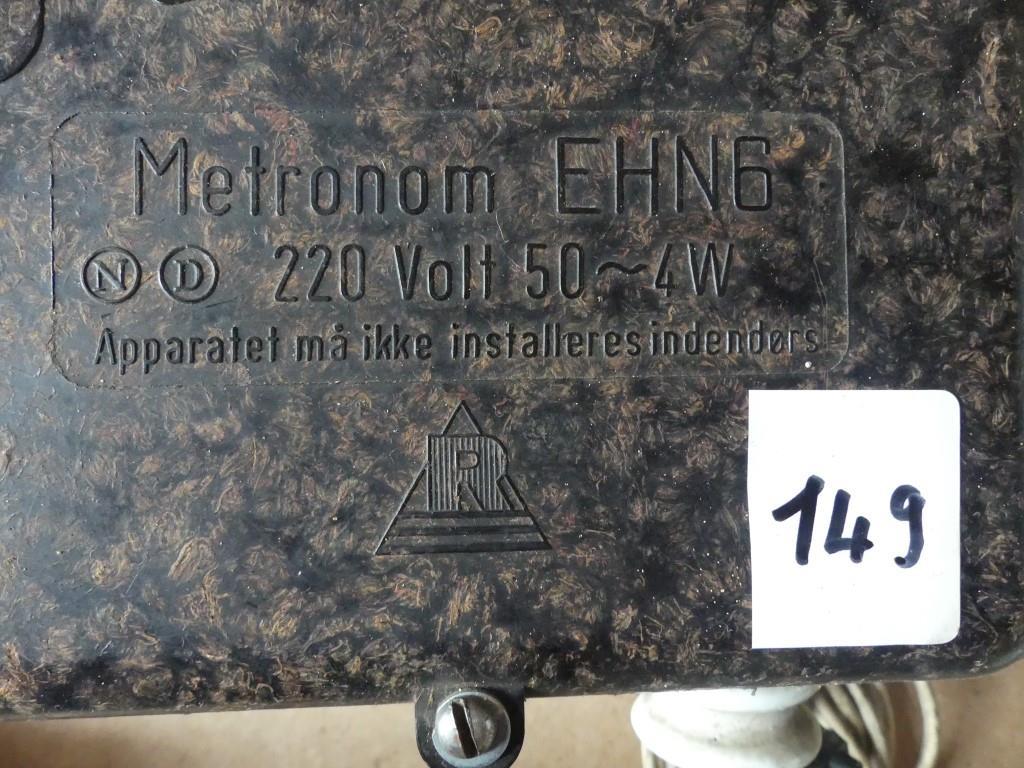 Metronom EHN6
N D 220 Volt 50~4W
Apparatet må ikke installeres indendørs
R
149